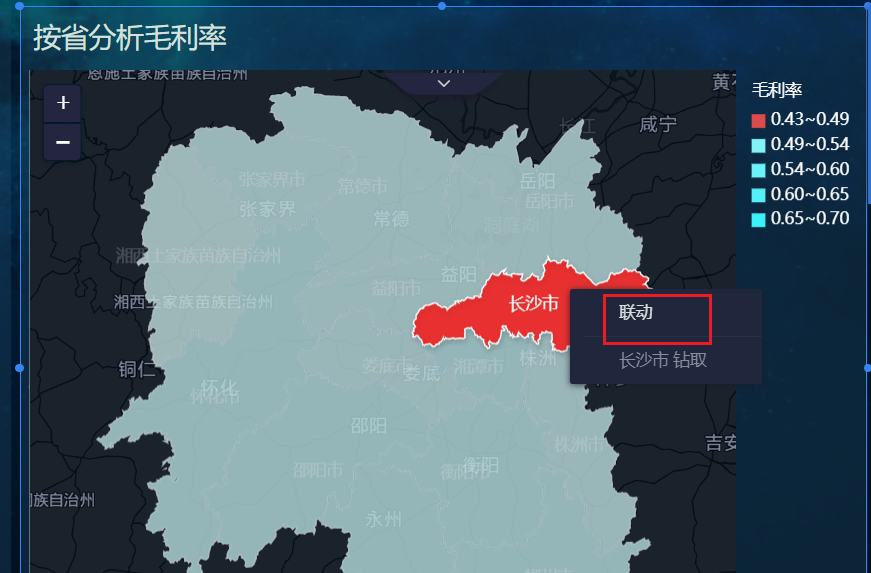 按省分析毛利率
恩施土家族苗族自治州
黄石
毛利率
+
0.43~0.49
长江
咸宁
−
0.49~0.54
0.54~0.60
张家界市
常德市
岳阳
0.60~0.65
岳阳市
张家界
0.65~0.70
常德
洞庭湖
湘西土家族苗族自治州
益阳
益阳市
湘西土家族苗族自治州
长沙市
联动
株洲
长沙市 钻取
铜仁
娄底市
湘潭市
娄底
怀化
怀化市
邵阳
吉安
株洲市
衡阳
邵阳市
衡阳市
族自治州
永州